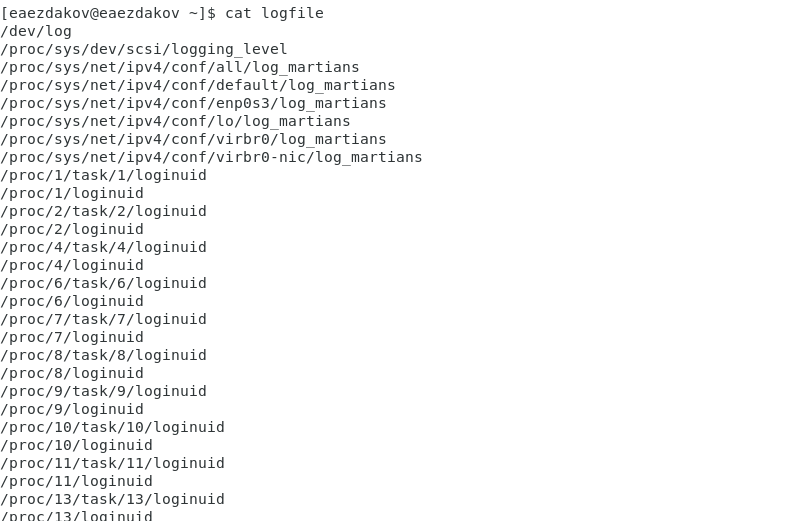 [eaezdakov@eaezdakov ~]$ cat logfile
/dev/log
/proc/sys/dev/scsi/logging_level
/proc/sys/net/ipv4/conf/all/log_martians
/proc/sys/net/ipv4/conf/default/log_martians
/proc/sys/net/ipv4/conf/enp0s3/log_martians
/proc/sys/net/ipv4/conf/lo/log_martians
/proc/sys/net/ipv4/conf/virbr0/log_martians
/proc/sys/net/ipv4/conf/virbr0-nic/log_martians
/proc/1/task/1/loginuid
/proc/1/loginuid
/proc/2/task/2/loginuid
/proc/2/loginuid
/proc/4/task/4/loginuid
/proc/4/loginuid
/proc/6/task/6/loginuid
/proc/6/loginuid
/proc/7/task/7/loginuid
/proc/7/loginuid
/proc/8/task/8/loginuid
/proc/8/loginuid
/proc/9/task/9/loginuid
/proc/9/loginuid
/proc/10/task/10/loginuid
/proc/10/loginuid
/proc/11/task/11/loginuid
/proc/11/loginuid
/proc/13/task/13/loginuid
/proc/13/loginuid